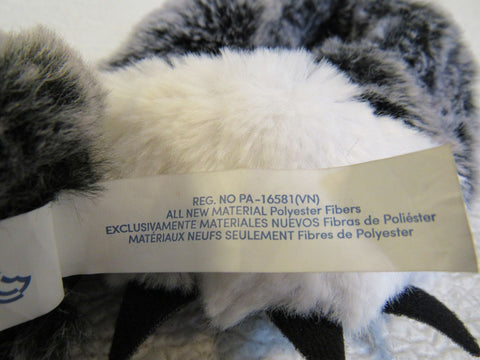 REG. NO PA-16581(VN)
ALL NEW MATERIAL Polyester Fibers
EXCLUSIVAMENTE MATERIALES NUEVOS Fibras de Poliéster
MATÉRIAUX NEUFS SEULEMENT Fibres de Polyester